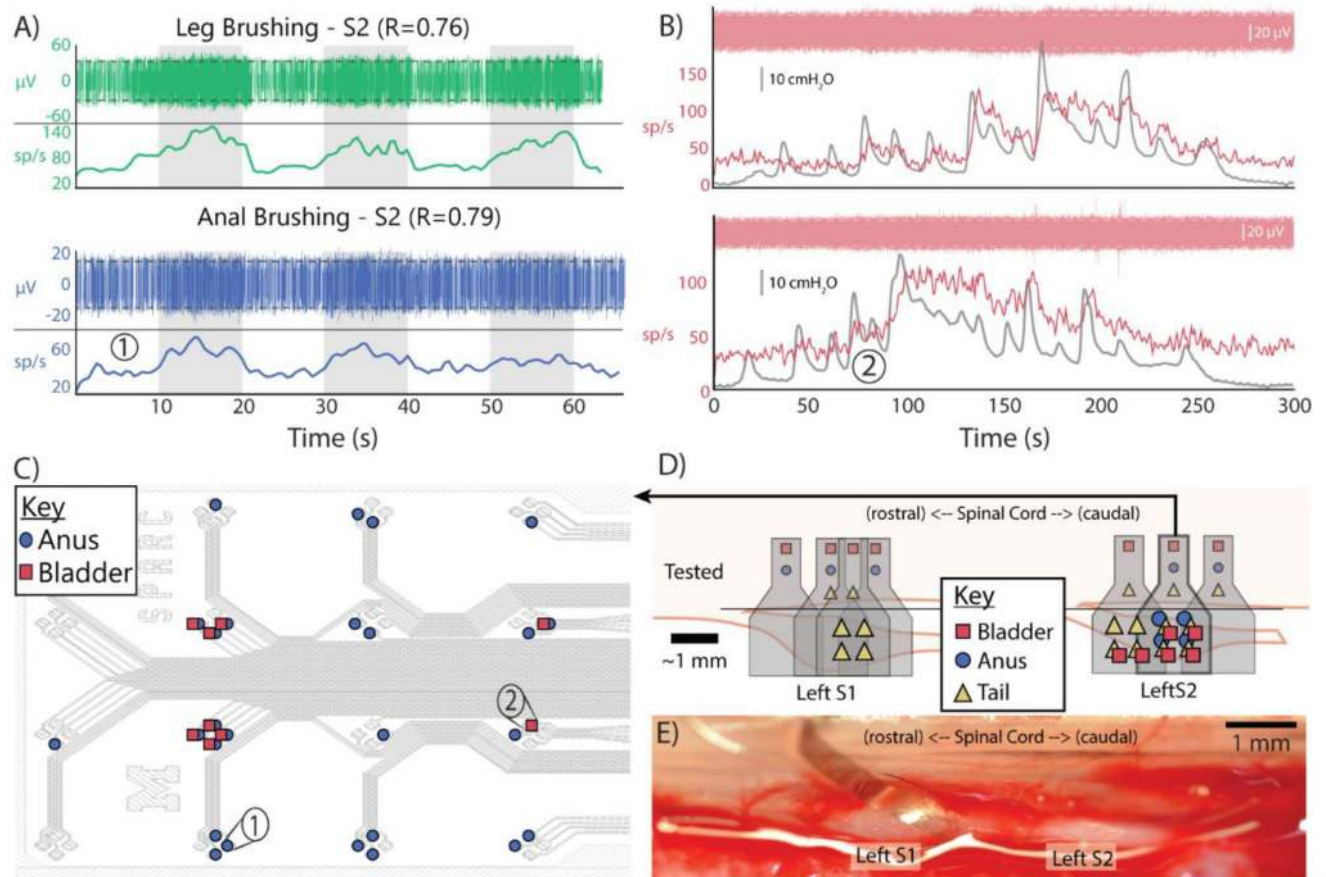 A)
Leg Brushing - S2 (R=0.76)
60
µV
0
-60
140
sp/s
80
20
Anal Brushing - S2 (R=0.79)
20
µV
0
-20
1
sp/s
60
20
10
20
30
40
50
60
Time (s)
B)
20 µV
150
10 cmH2O
100
sp/s
50
0
20 µV
10 cmH2O
100
sp/s
50
2
0
0
50
100
150
200
250
300
Time (s)
C)
Key
Anus
Bladder
SPARC
M
2
1
D)
(rostral) <-- Spinal Cord --> (caudal)
Tested
~1 mm
Key
Bladder
Anus
Tail
Left S1
LeftS2
E)
(rostral) <-- Spinal Cord --> (caudal)
1 mm
Left S1
Left S2